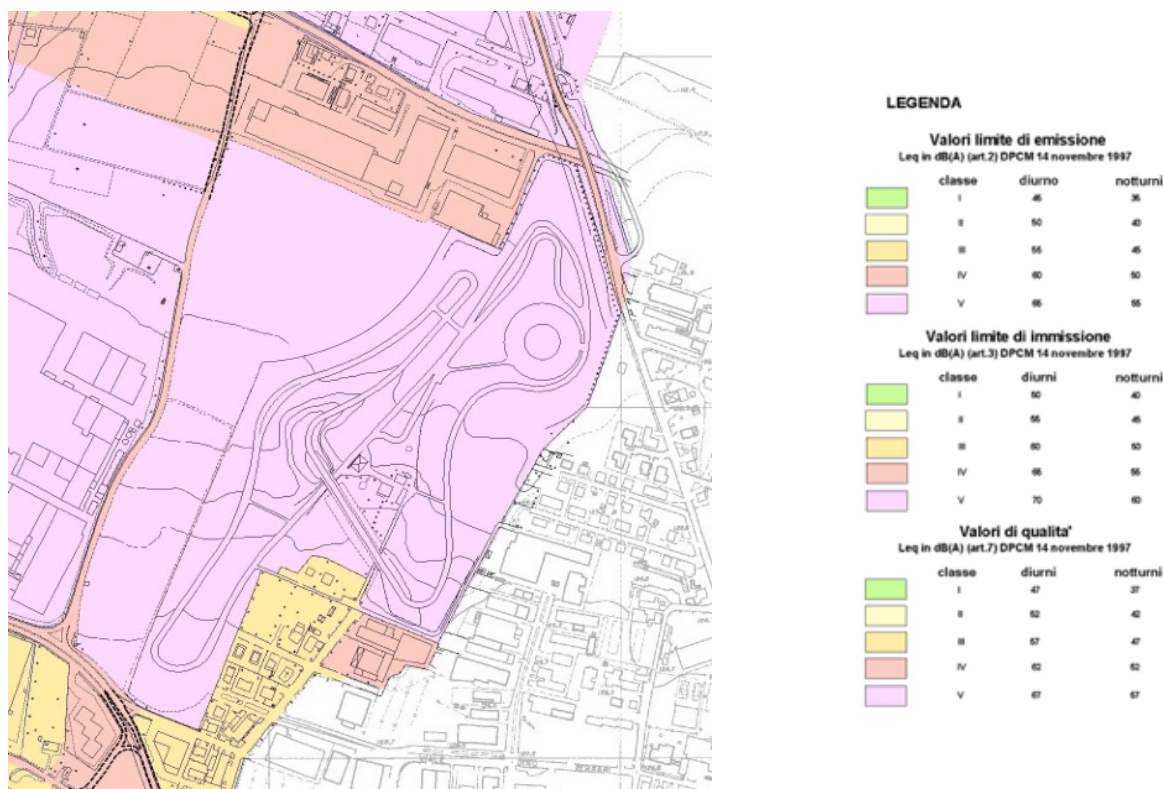 LEGENDA
Valori limite di emissione
Leq in dB(A) (art.2) DPCM 14 novembre 1997
classe diurno notturni
I 45 35
II 50 40
III 55 45
IV 60 50
V 65 55
Valori limite di immissione
Leq in dB(A) (art.3) DPCM 14 novembre 1997
classe diurni notturni
I 50 40
II 55 45
III 60 50
IV 65 55
V 70 60
Valori di qualita'
Leq in dB(A) (art.7) DPCM 14 novembre 1997
classe diurni notturni
I 47 37
II 52 42
III 57 47
IV 62 52
V 67 57